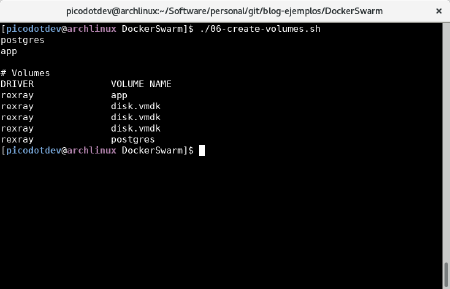 picodotdev@archlinux:~/Software/personal/git/blog-ejemplos/DockerSwarm
[picodotdev@archlinux DockerSwarm]$ ./06-create-volumes.sh
postgres
app
# Volumes
DRIVER VOLUME NAME
rexray app
rexray disk.vmdk
rexray disk.vmdk
rexray disk.vmdk
rexray postgres
[picodotdev@archlinux DockerSwarm]$